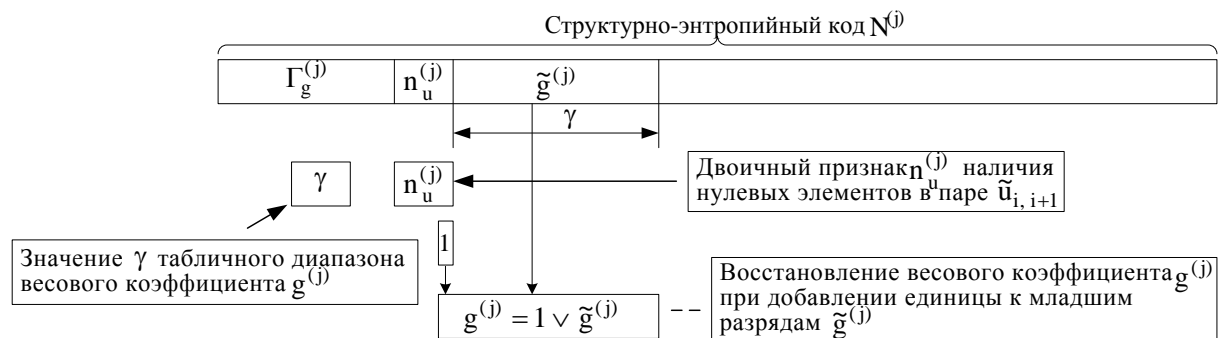 Структурно-энтропийный код N^(j)
Γ_g^(j) n_u^(j) g̃^(j)
γ
γ n_u^(j)
Двоичный признак n_u^(j) наличия
нулевых элементов в паре ũ_i, i+1
1
Значение γ табличного диапазона
весового коэффициента g^(j)
g^(j) = 1 ∨ g̃^(j)
Восстановление весового коэффициента g^(j)
при добавлении единицы к младшим
разрядам g̃^(j)